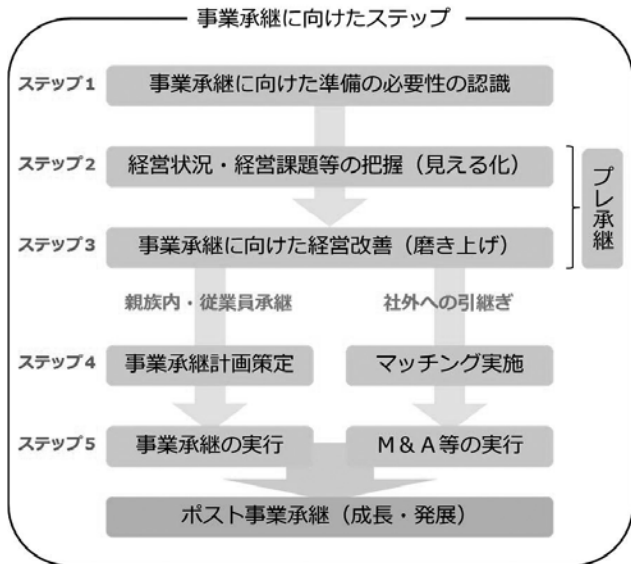 事業承継に向けたステップ
ステップ1
事業承継に向けた準備の必要性の認識
ステップ2
経営状況・経営課題等の把握（見える化）
プレ承継
ステップ3
事業承継に向けた経営改善（磨き上げ）
親族内・従業員承継
社外への引継ぎ
ステップ4
事業承継計画策定
マッチング実施
ステップ5
事業承継の実行
M＆A等の実行
ポスト事業承継（成長・発展）